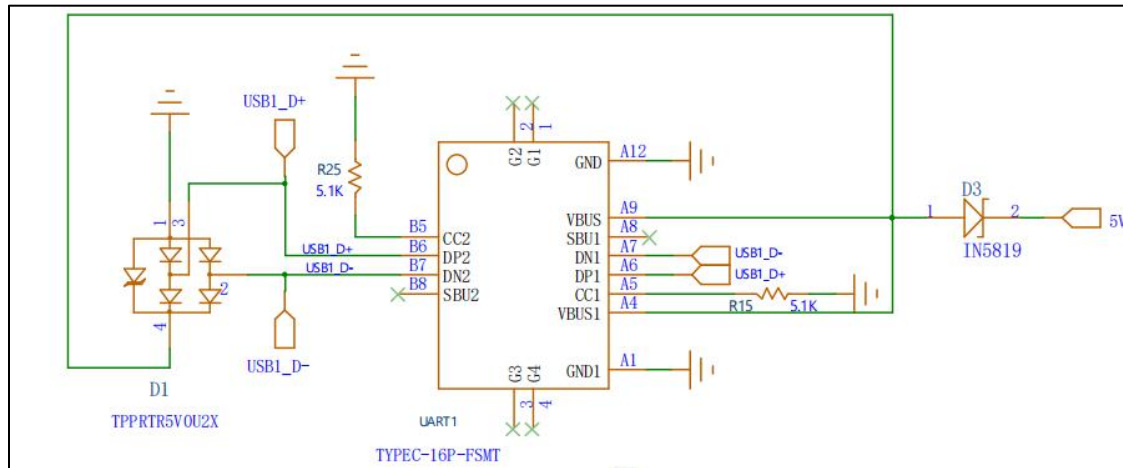 USB1_D+
R25
5.1K
G2
2
G1
1
GND
A12
1
3
B5
CC2
VBUS
A9
D3
1
2
5V
IN5819
USB1_D+
B6
DP2
SBU1
A8
USB1_D-
B7
DN2
DN1
A7
USB1_D-
2
B8
SBU2
DP1
A6
USB1_D+
CC1
A5
R15
5.1K
VBUS1
A4
4
USB1_D-
G3
3
G4
4
GND1
A1
D1
TPPRTR5V0U2X
UART1
TYPEC-16P-FSMT